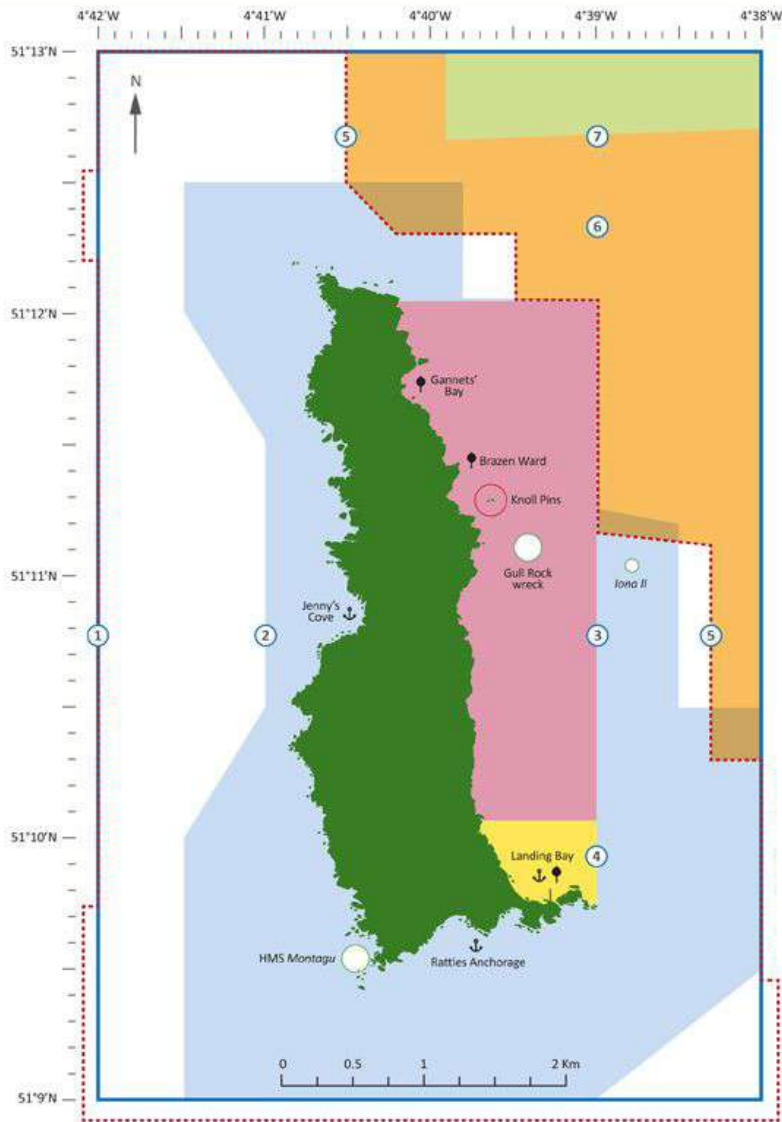 4°42'W 4°41'W 4°40'W 4°39'W 4°38'W
51°13'N
N
5
7
6
51°12'N
Gannets'
Bay
Brazen Ward
Knoll Pins
Gull Rock
wreck
Iona II
51°11'N
Jenny's
Cove
1
2
3
5
51°10'N
Landing Bay
4
HMS Montagu
Ratties Anchorage
0 0.5 1 2 Km
51°9'N